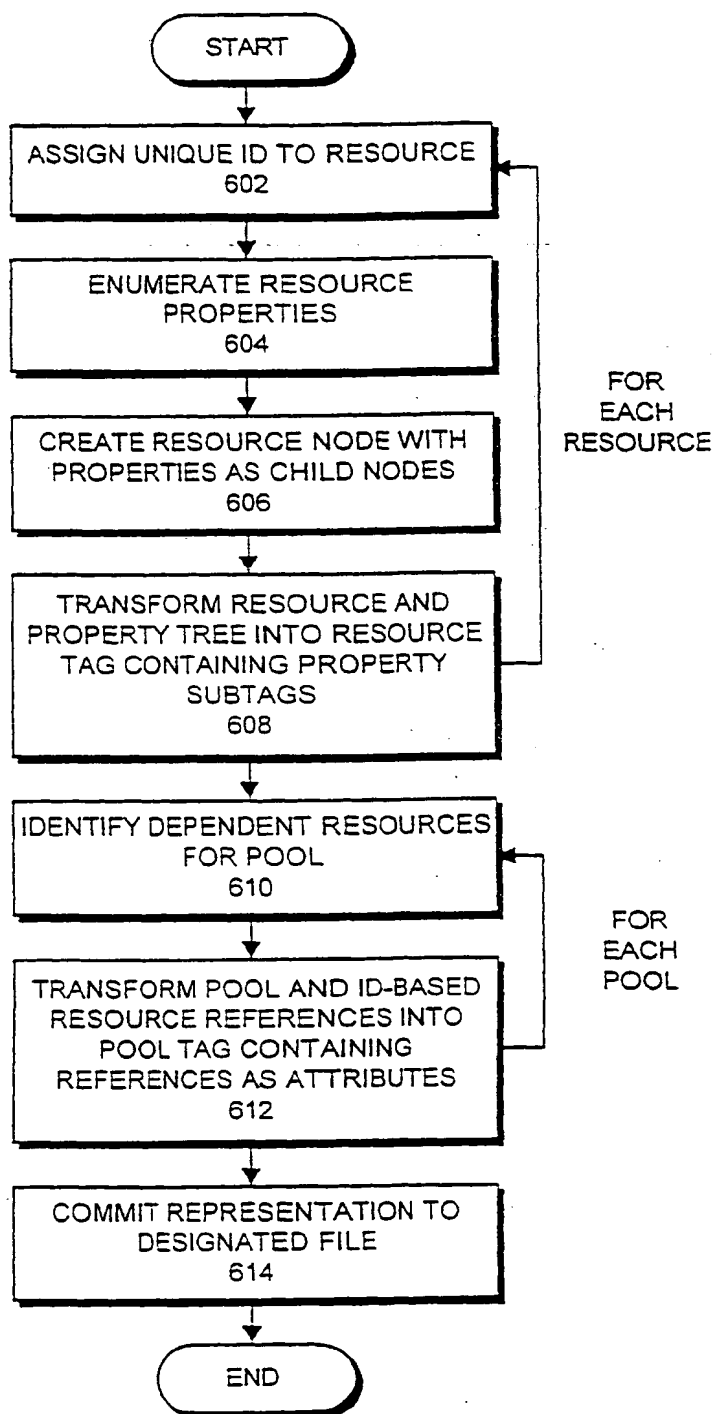 START
ASSIGN UNIQUE ID TO RESOURCE
602
ENUMERATE RESOURCE
PROPERTIES
604
CREATE RESOURCE NODE WITH
PROPERTIES AS CHILD NODES
606
FOR
EACH
RESOURCE
TRANSFORM RESOURCE AND
PROPERTY TREE INTO RESOURCE
TAG CONTAINING PROPERTY
SUBTAGS
608
IDENTIFY DEPENDENT RESOURCES
FOR POOL
610
FOR
EACH
POOL
TRANSFORM POOL AND ID-BASED
RESOURCE REFERENCES INTO
POOL TAG CONTAINING
REFERENCES AS ATTRIBUTES
612
COMMIT REPRESENTATION TO
DESIGNATED FILE
614
END